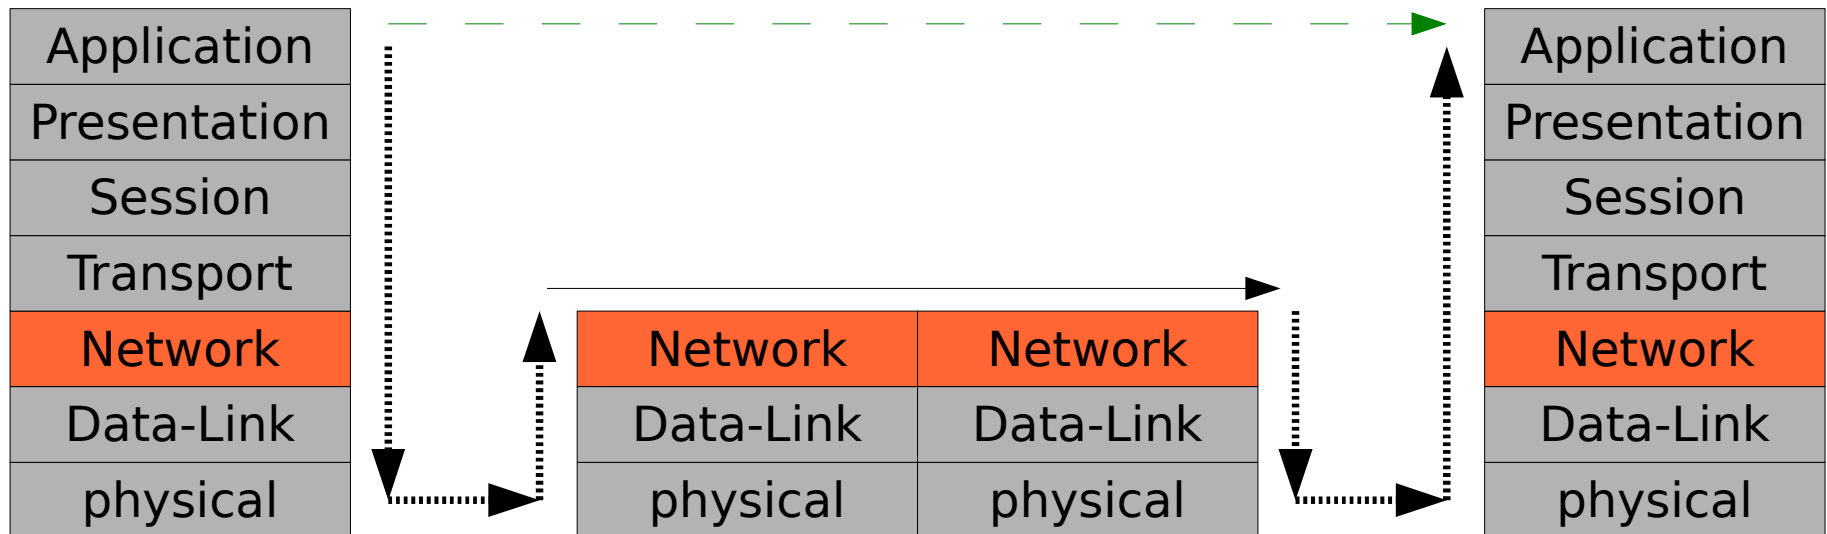 Application
Presentation
Session
Transport
Network
Data-Link
physical
Network Network
Data-Link Data-Link
physical physical
Application
Presentation
Session
Transport
Network
Data-Link
physical